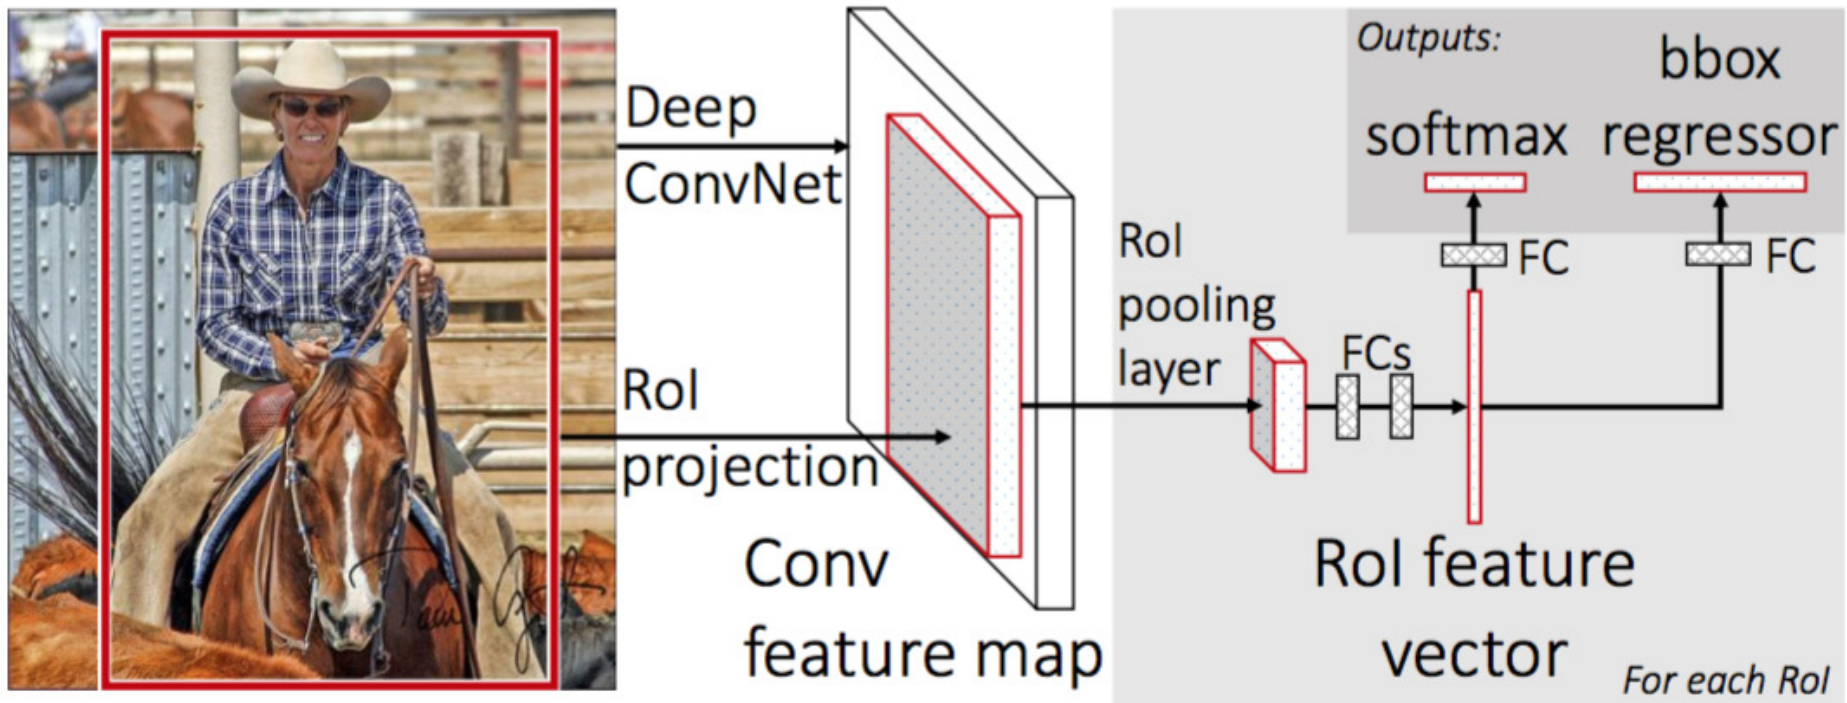 Deep
ConvNet
RoI
projection
Conv
feature map
RoI
pooling
layer
FCs
Outputs:
softmax
bbox
regressor
FC
FC
RoI feature
vector
For each RoI